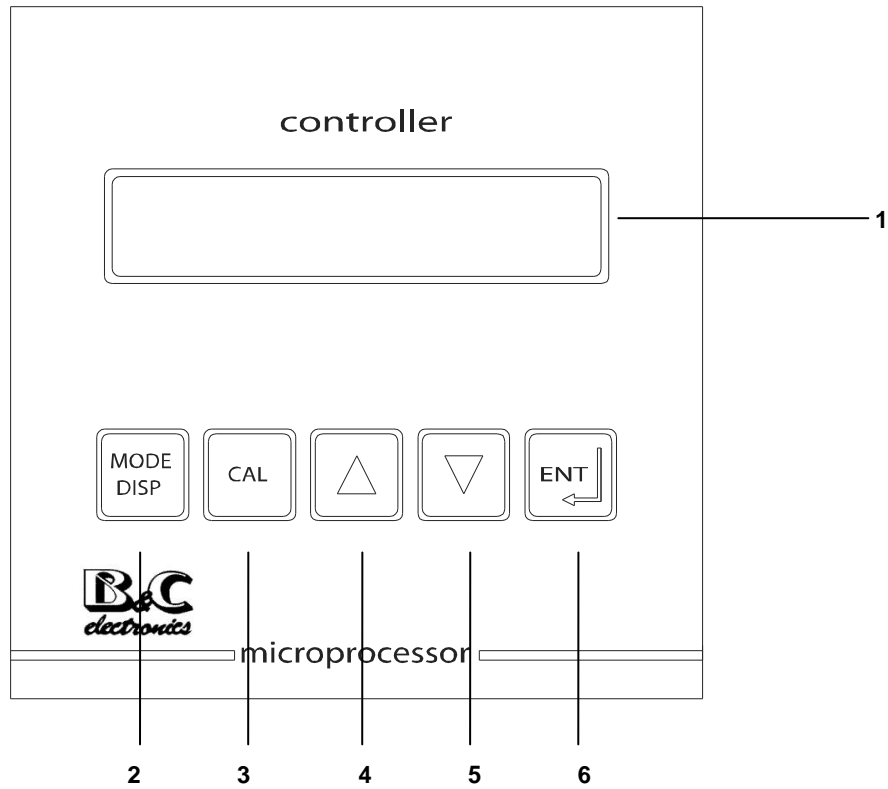 controller
1
MODE
DISP
CAL
ENT
B&C
electronics
microprocessor
2 3 4 5 6